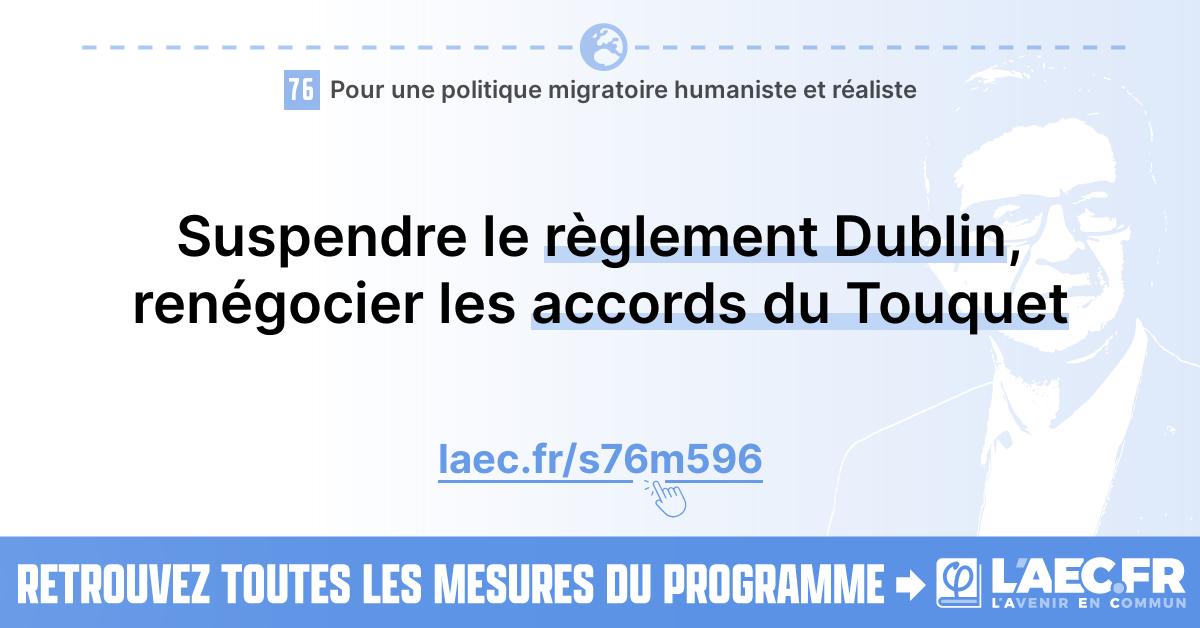 76 Pour une politique migratoire humaniste et réaliste
Suspendre le règlement Dublin,
renégocier les accords du Touquet
laec.fr/s76m596
RETROUVEZ TOUTES LES MESURES DU PROGRAMME
φ L'AEC.FR
L'AVENIR EN COMMUN